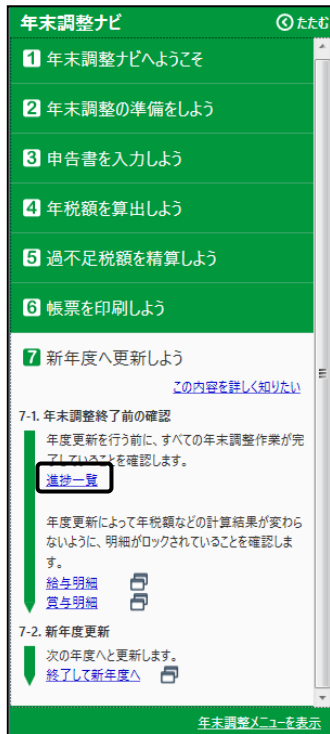 年末調整ナビ たたむ
1 年末調整ナビへようこそ
2 年末調整の準備をしよう
3 申告書を入力しよう
4 年税額を算出しよう
5 過不足税額を精算しよう
6 帳票を印刷しよう
7 新年度へ更新しよう
この内容を詳しく知りたい
7-1. 年末調整終了前の確認
年度更新を行う前に、すべての年末調整作業が完
了していることを確認します。
進捗一覧
年度更新によって年税額などの計算結果が変わら
ないように、明細がロックされていることを確認しま
す。
給与明細
賞与明細
7-2. 新年度更新
次の年度へと更新します。
終了して新年度へ
年末調整メニューを表示